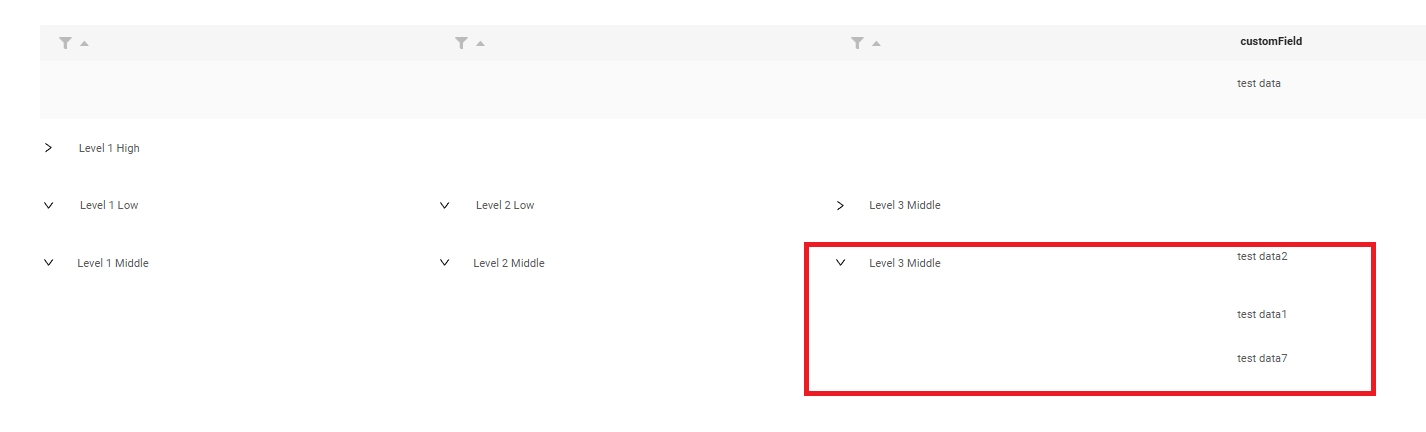 customField
test data
Level 1 High
Level 1 Low Level 2 Low Level 3 Middle
Level 1 Middle Level 2 Middle Level 3 Middle test data2
test data1
test data7